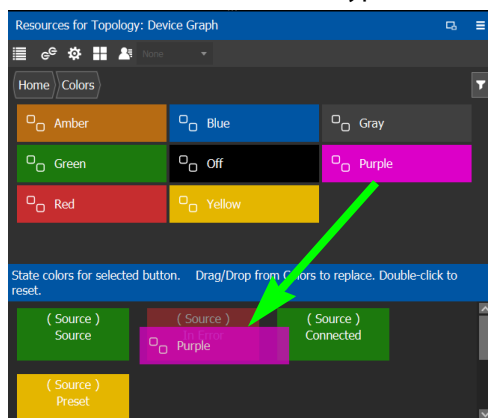 Resources for Topology: Device Graph
None
Home Colors
Amber
Blue
Gray
Green
Off
Purple
Red
Yellow
State colors for selected button. Drag/Drop from Colors to replace. Double-click to
reset.
( Source )
Source
( Source )
In Error
( Source )
Connected
Purple
( Source )
Preset